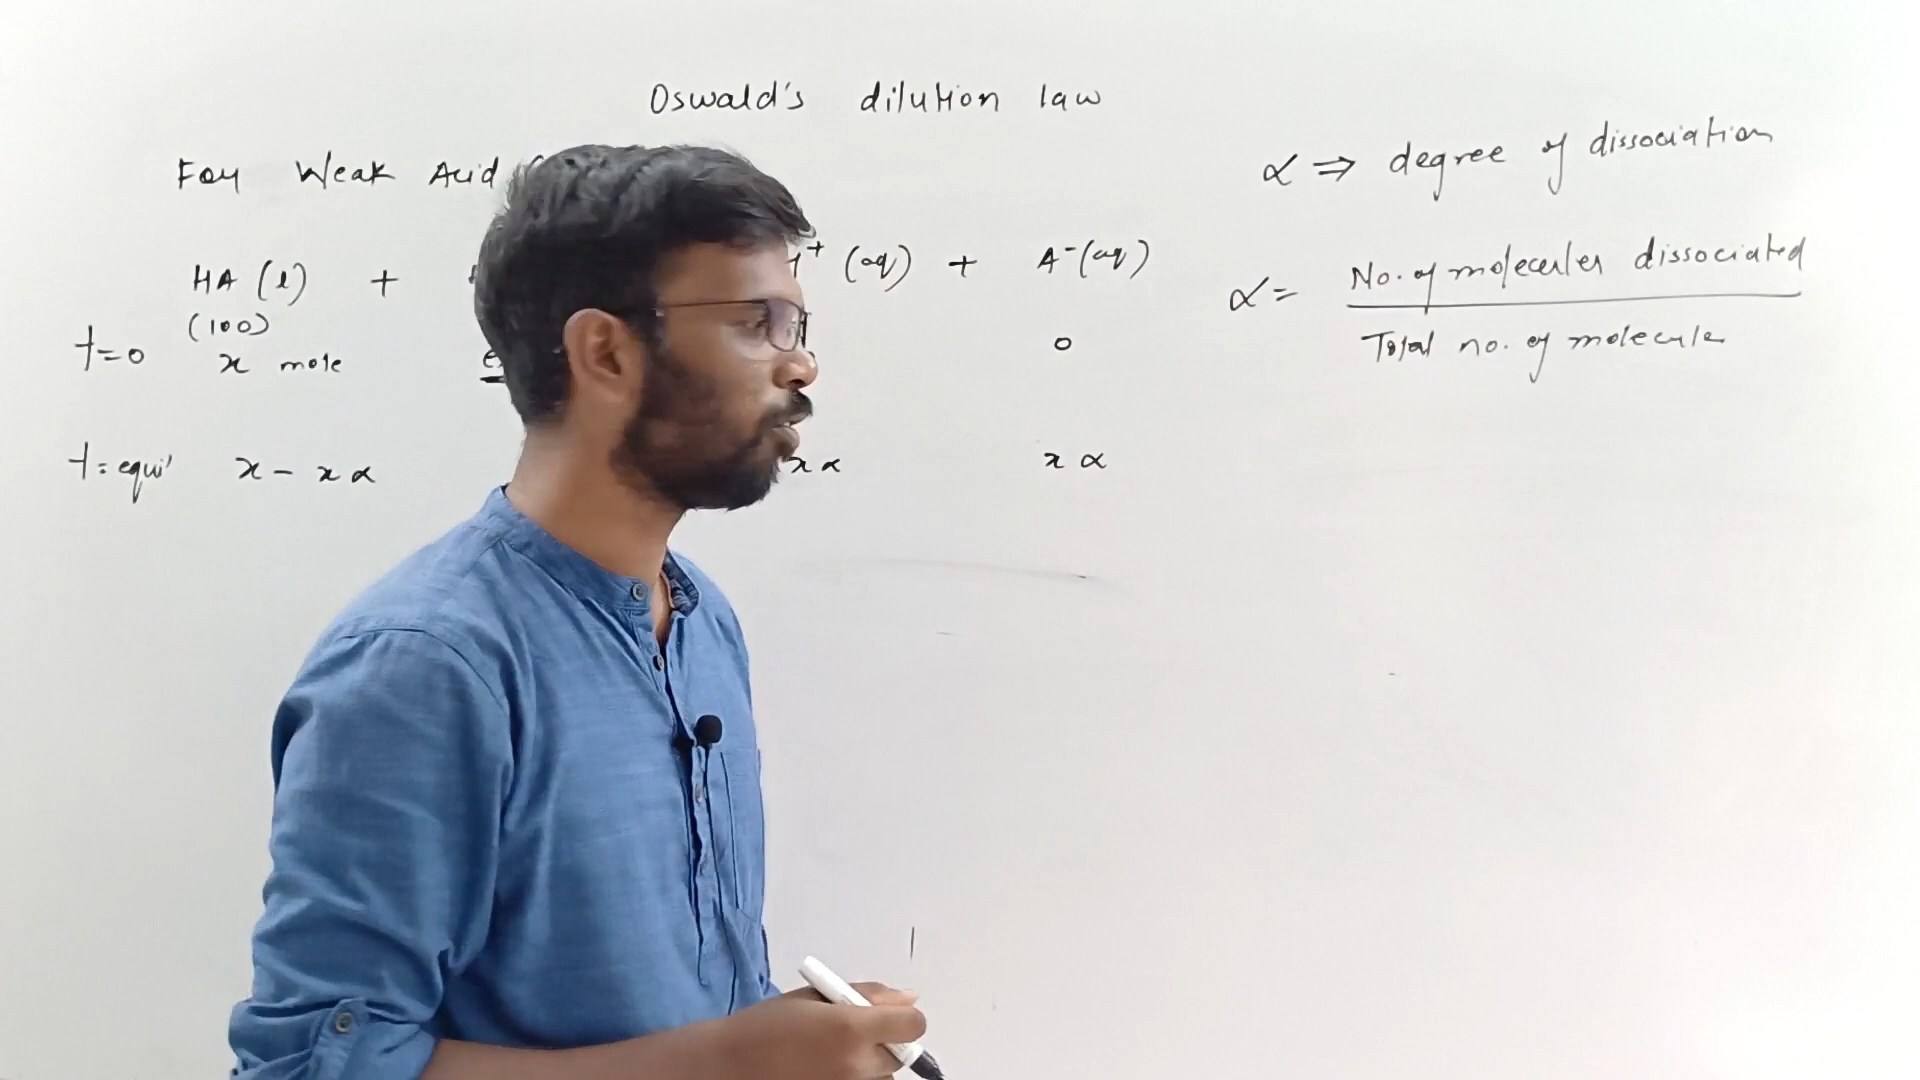 Oswald's dilution law
For Weak Acid
HA (l) + + (aq) + A⁻(aq)
(100)
t=0 x mole 0
t=equi' x - xα xα xα
α ⇒ degree of dissociation
α = No. of molecules dissociated
Total no. of molecule